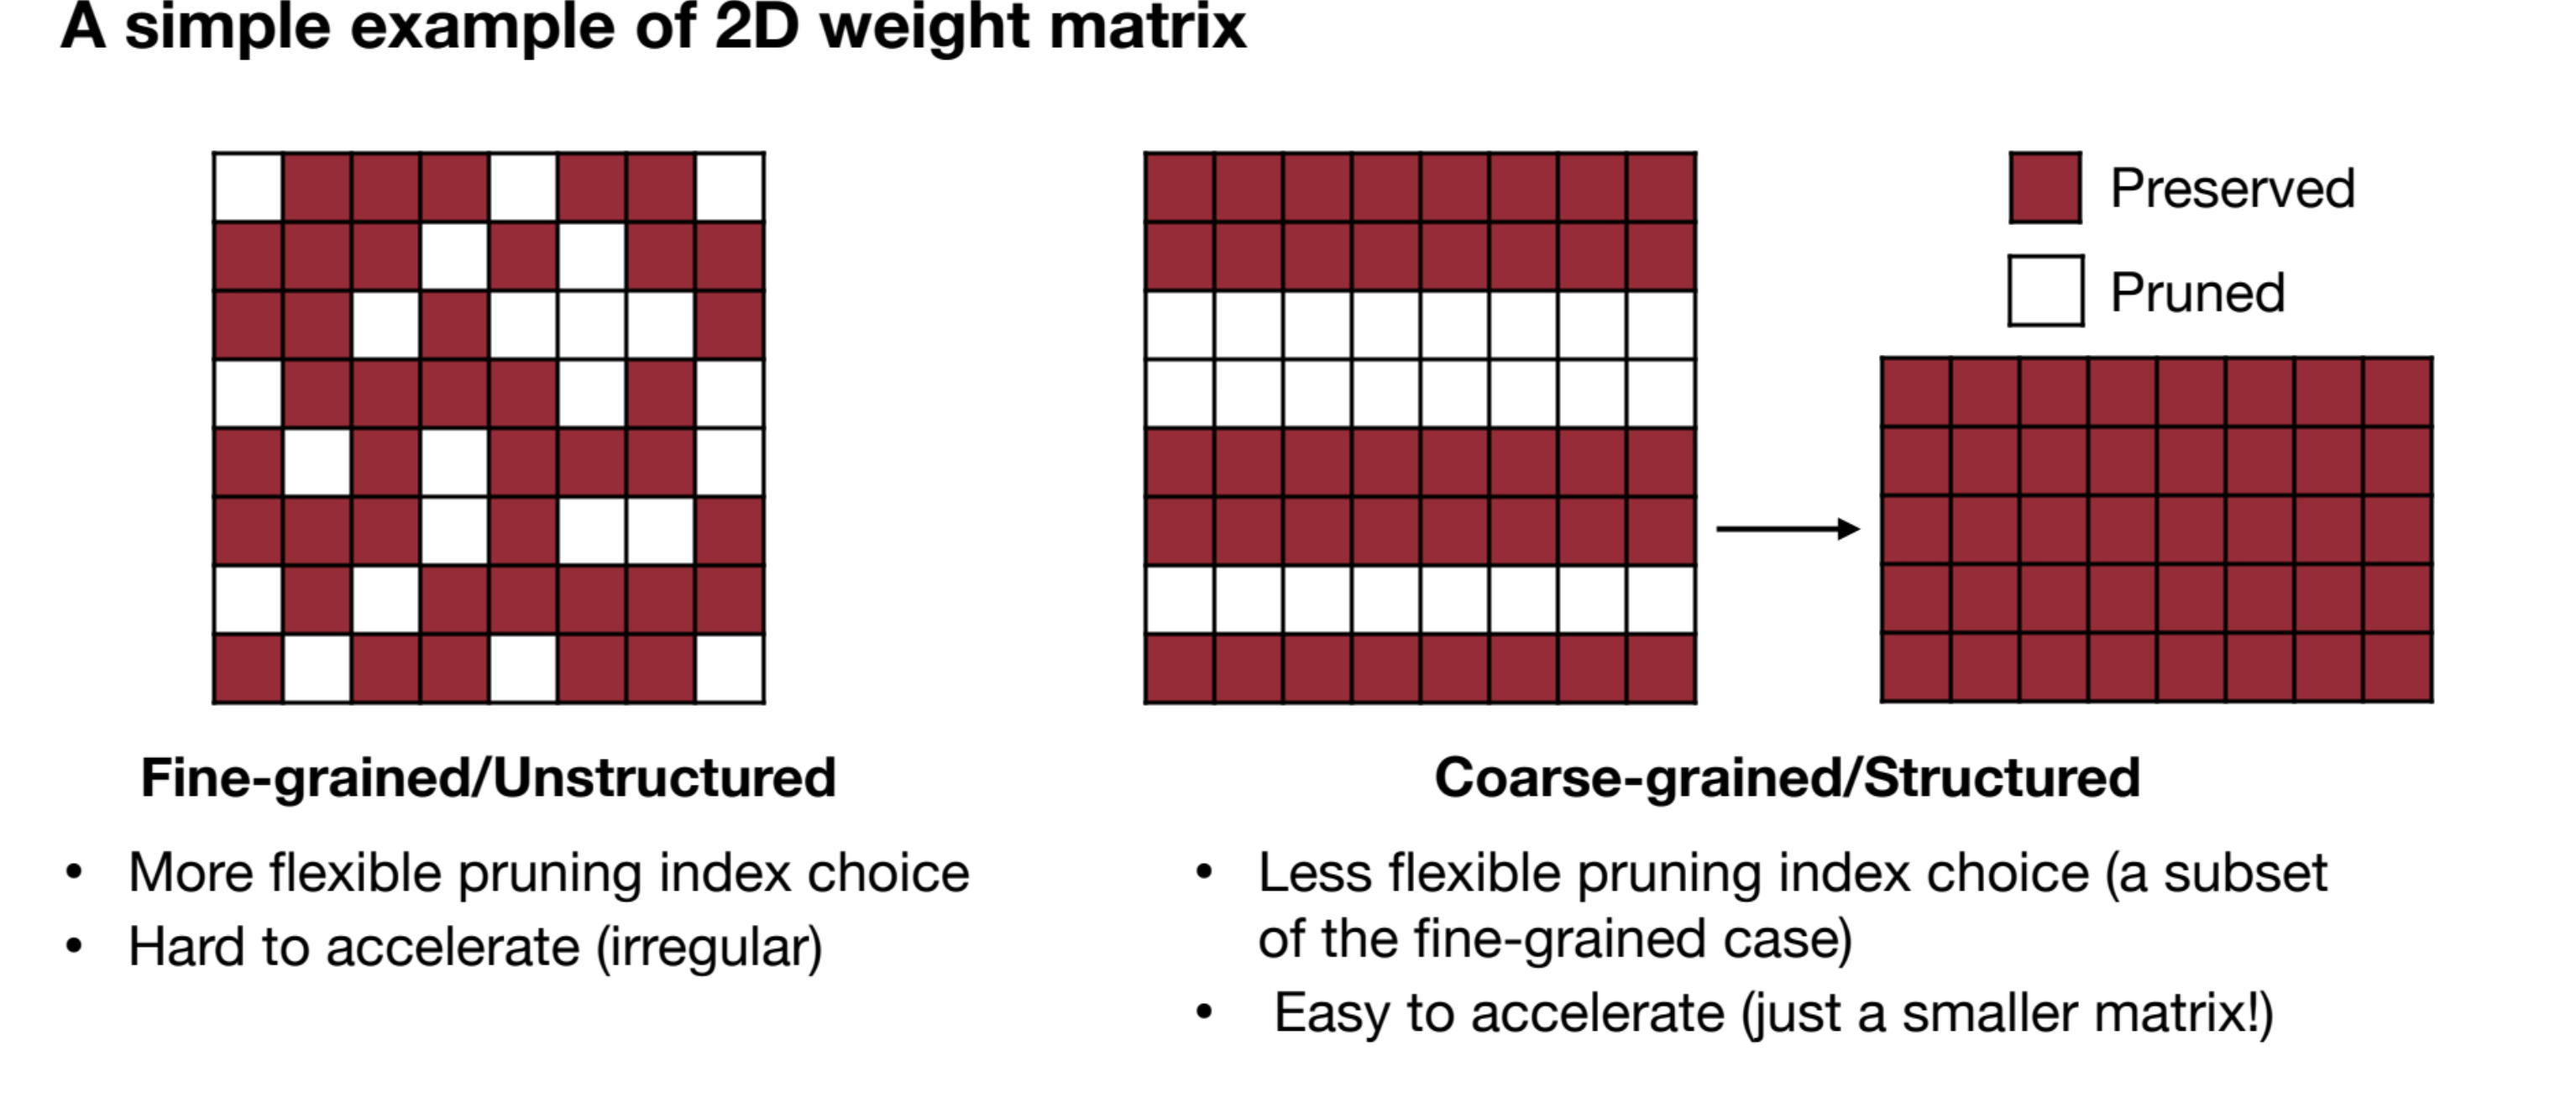 A simple example of 2D weight matrix
Preserved
Pruned
Fine-grained/Unstructured
• More flexible pruning index choice
• Hard to accelerate (irregular)
Coarse-grained/Structured
• Less flexible pruning index choice (a subset
of the fine-grained case)
• Easy to accelerate (just a smaller matrix!)